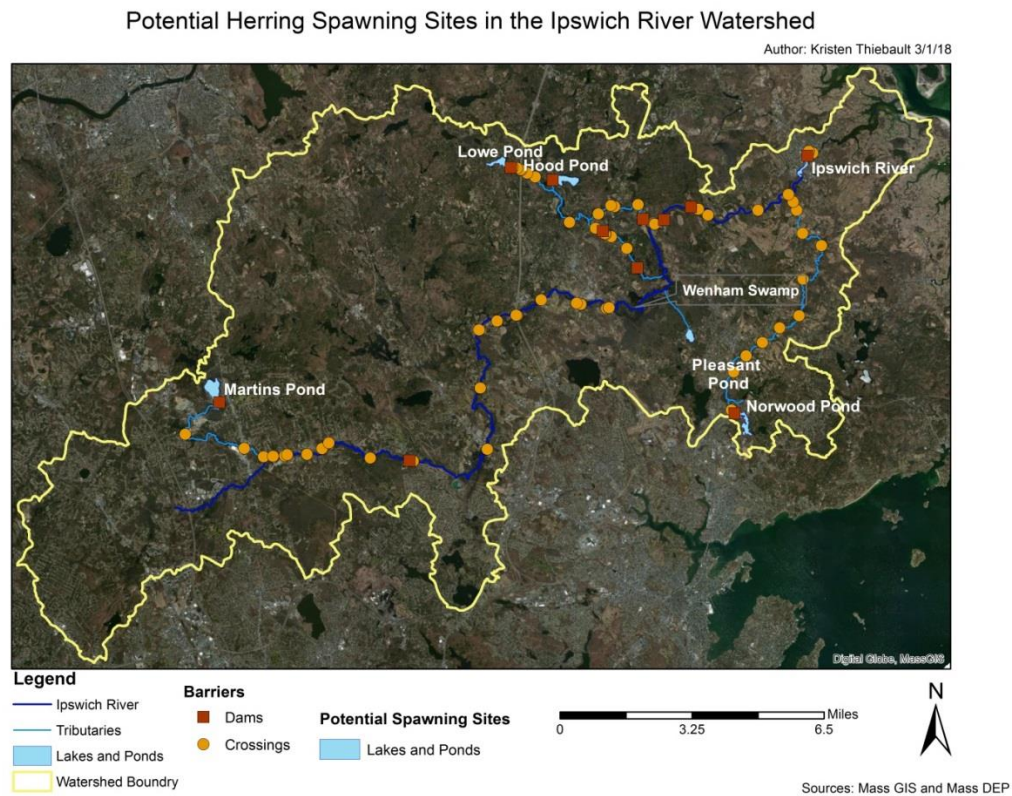 Potential Herring Spawning Sites in the Ipswich River Watershed
Author: Kristen Thiebault 3/1/18
Lowe Pond
Hood Pond
Ipswich River
Wenham Swamp
Pleasant
Pond
Martins Pond
Norwood Pond
Digital Globe, MassGIS
Legend
Ipswich River
Tributaries
Lakes and Ponds
Watershed Boundry
Barriers
Dams
Crossings
Potential Spawning Sites
Lakes and Ponds
Miles
0 3.25 6.5
N
Sources: Mass GIS and Mass DEP